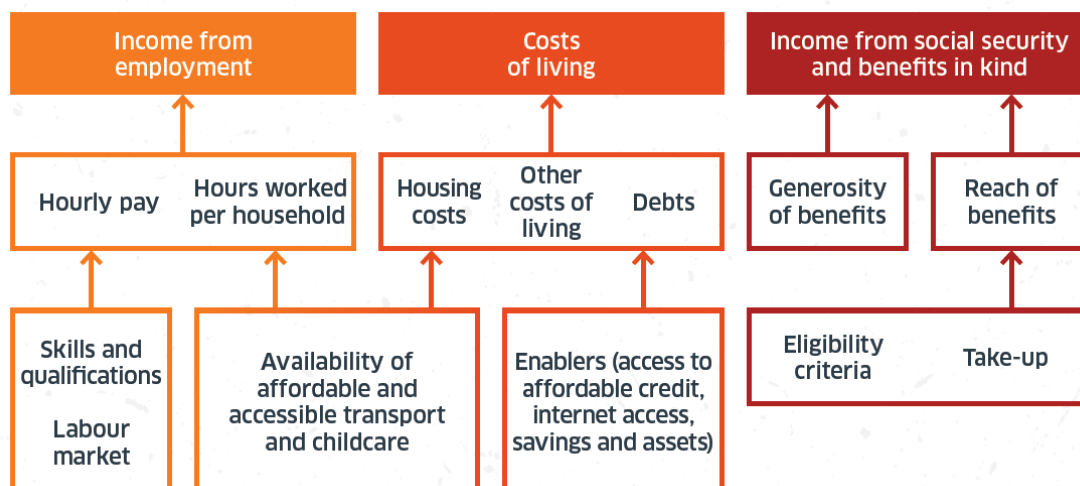 Income from
employment
Costs
of living
Income from social security
and benefits in kind
Hourly pay
Hours worked
per household
Housing
costs
Other
costs of
living
Debts
Generosity
of benefits
Reach of
benefits
Skills and
qualifications
Labour
market
Availability of
affordable and
accessible transport
and childcare
Enablers (access to
affordable credit,
internet access,
savings and assets)
Eligibility
criteria
Take-up